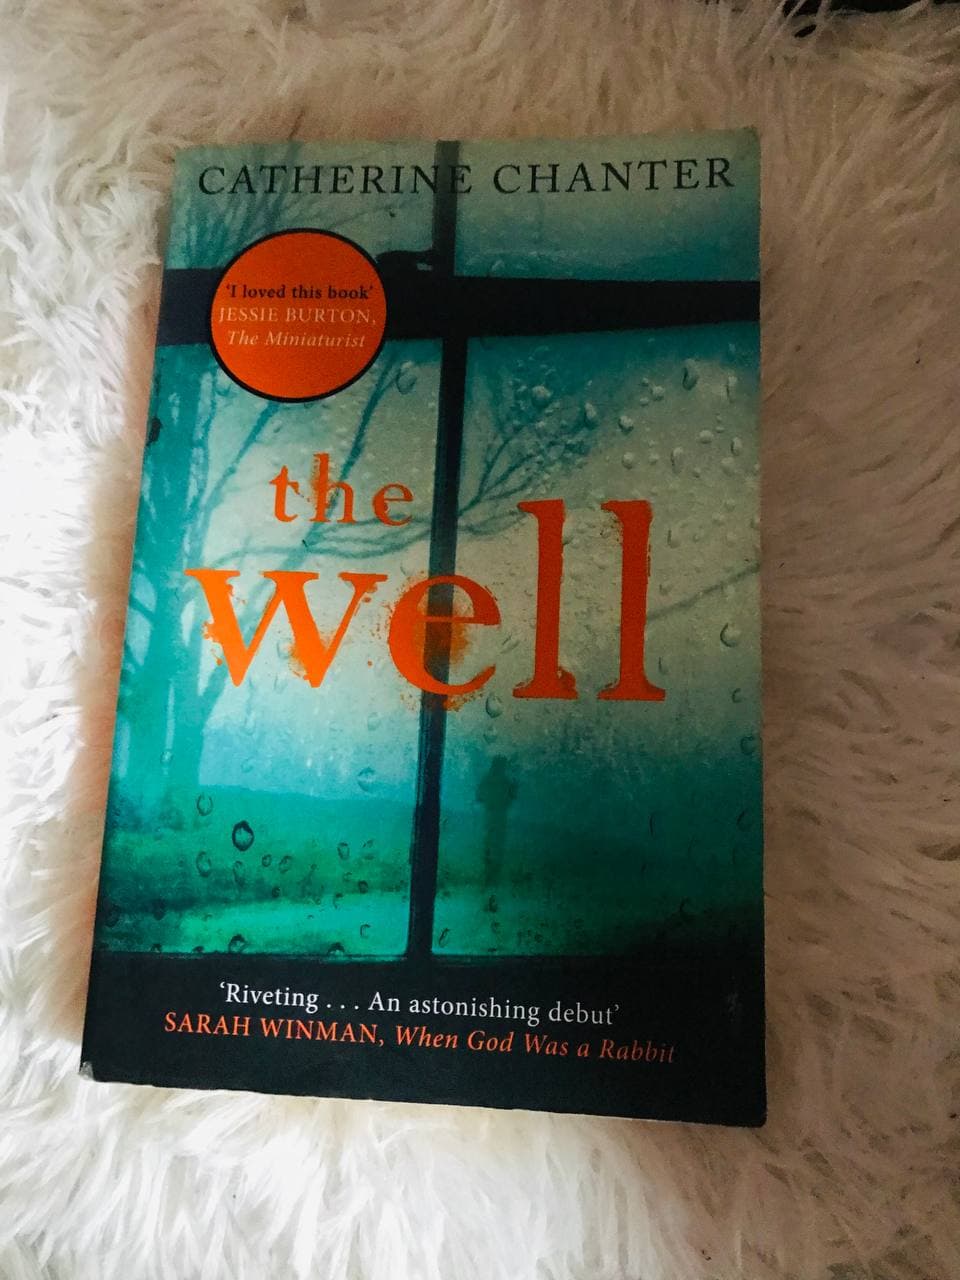 CATHERINE CHANTER
‘I loved this book’
JESSIE BURTON,
The Miniaturist
the
well
‘Riveting . . . An astonishing debut’
SARAH WINMAN, When God Was a Rabbit